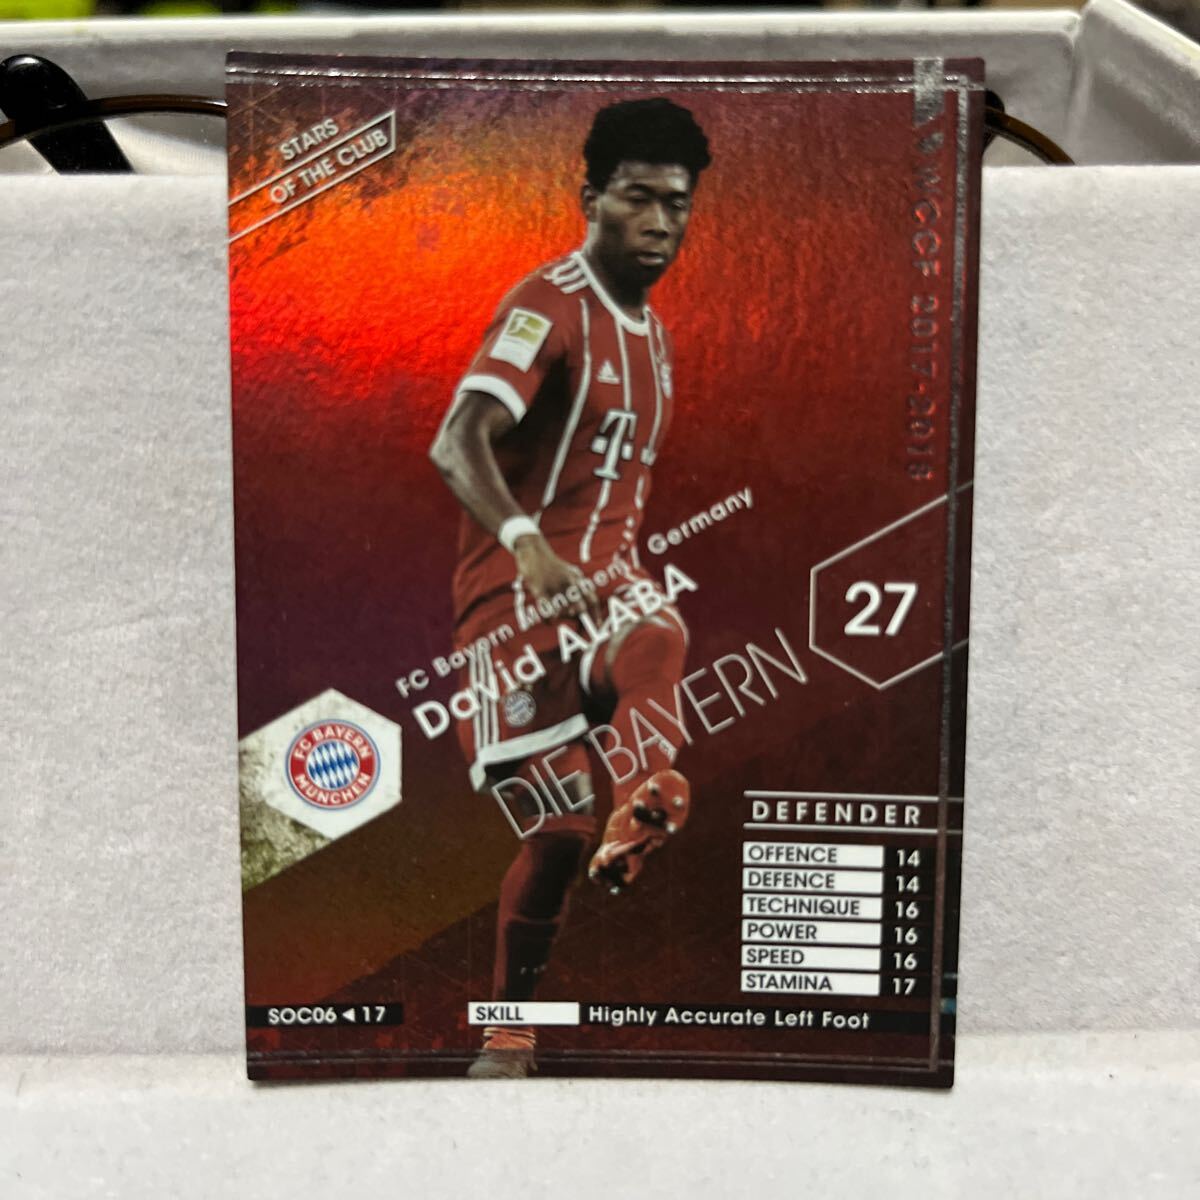 STARS
OF THE CLUB
WCCF 2017-2018
T
FC Bayern München / Germany
David ALABA
DIE BAYERN
27
FC BAYERN
MÜNCHEN
DEFENDER
OFFENCE 14
DEFENCE 14
TECHNIQUE 16
POWER 16
SPEED 16
STAMINA 17
SOC06 ◀ 17
SKILL Highly Accurate Left Foot